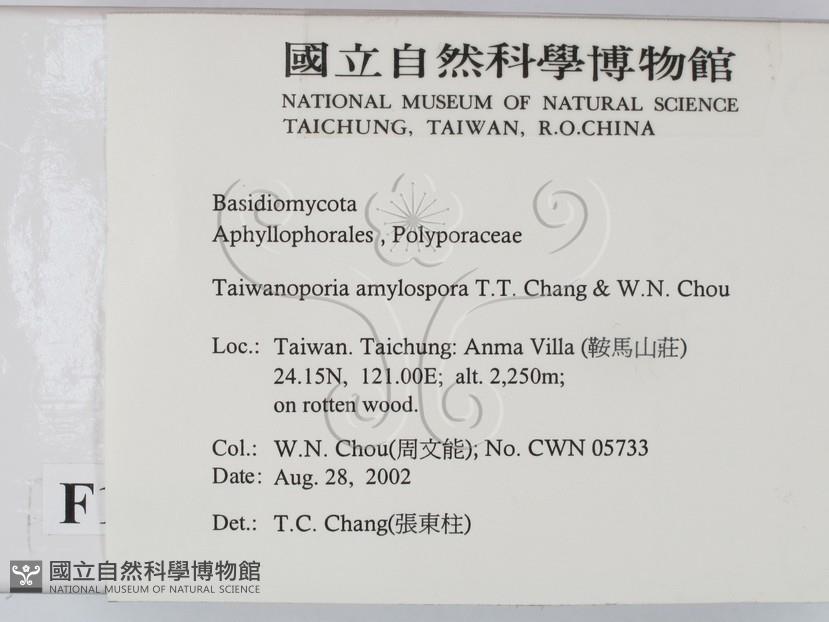 國立自然科學博物館
NATIONAL MUSEUM OF NATURAL SCIENCE
TAICHUNG, TAIWAN, R.O.CHINA
Basidiomycota
Aphyllophorales , Polyporaceae
Taiwanoporia amylospora T.T. Chang & W.N. Chou
Loc.: Taiwan. Taichung: Anma Villa (鞍馬山莊)
24.15N, 121.00E; alt. 2,250m;
on rotten wood.
Col.: W.N. Chou(周文能); No. CWN 05733
Date: Aug. 28, 2002
Det.: T.C. Chang(張東柱)
國立自然科學博物館
NATIONAL MUSEUM OF NATURAL SCIENCE